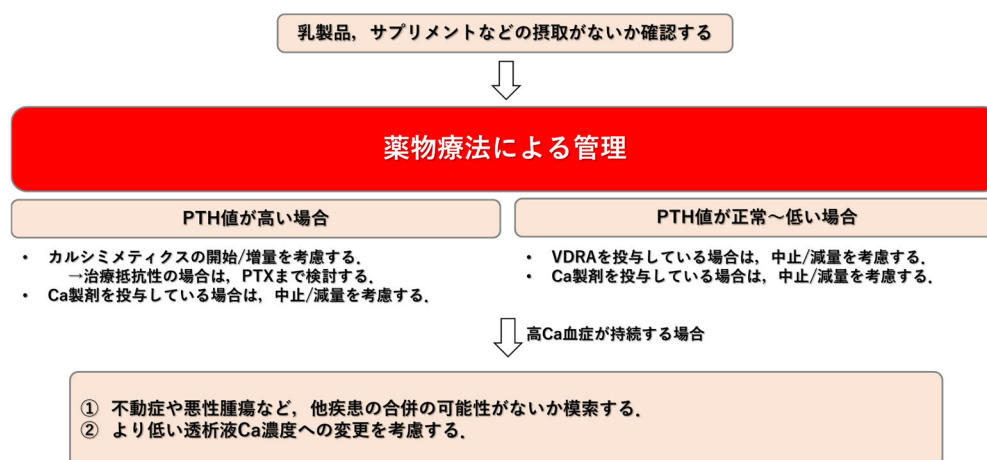 乳製品，サプリメントなどの摂取がないか確認する
薬物療法による管理
PTH値が高い場合
• カルシミメティクスの開始/増量を考慮する．
→治療抵抗性の場合は，PTXまで検討する．
• Ca製剤を投与している場合は，中止/減量を考慮する．
PTH値が正常～低い場合
• VDRAを投与している場合は，中止/減量を考慮する．
• Ca製剤を投与している場合は，中止/減量を考慮する．
高Ca血症が持続する場合
① 不動症や悪性腫瘍など，他疾患の合併の可能性がないか模索する．
② より低い透析液Ca濃度への変更を考慮する．